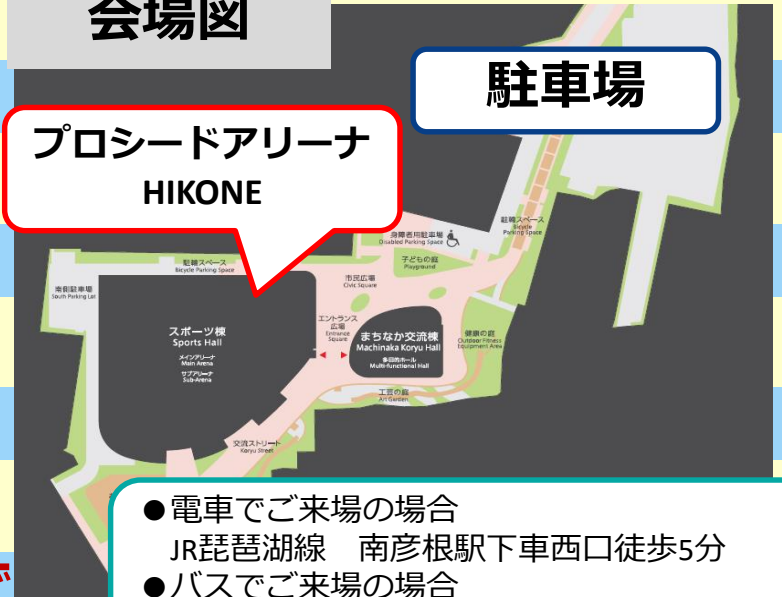 会場図
駐車場
プロシードアリーナ
HIKONE
駐輪スペース
Bicycle
Parking Space
身障者用駐車場
Disabled Parking Space
子どもの庭
Playground
駐輪スペース
Bicycle Parking Space
市民広場
Civic Square
南側駐車場
South Parking Lot
エントランス
広場
Entrance
Square
スポーツ棟
Sports Hall
メインアリーナ
Main Arena
サブアリーナ
Sub-Arena
まちなか交流棟
Machinaka Koryu Hall
多目的ホール
Multi-functional Hall
健康の庭
Outdoor Fitness
Equipment Area
工芸の庭
Art Garden
交流ストリート
Koryu Street
●電車でご来場の場合
JR琵琶湖線　南彦根駅下車西口徒歩5分
●バスでご来場の場合